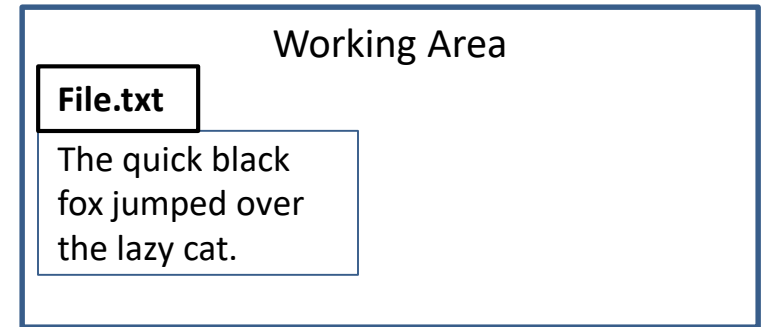 Working Area
File.txt
The quick black
fox jumped over
the lazy cat.